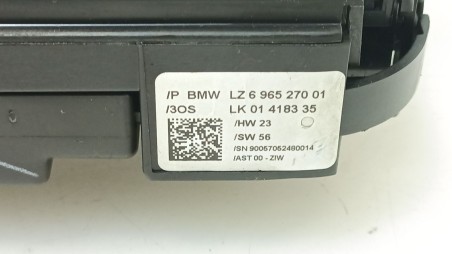 /P BMW LZ 6 965 270 01
/3OS LK 01 4183 35
/HW 23
/SW 56
/SN 90057052480014
/AST 00 - ZIW